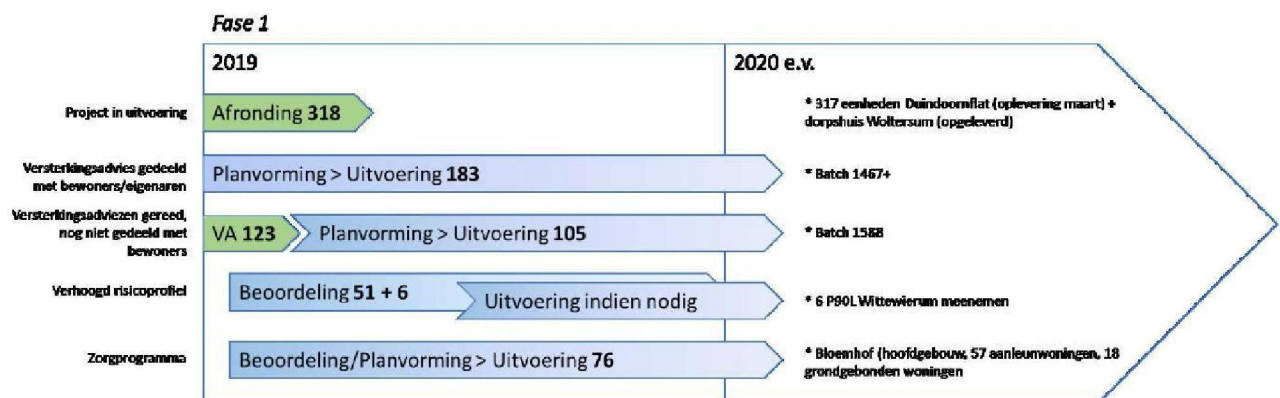 Fase 1
2019
2020 e.v.
Project in uitvoering
Afronding 318
* 317 eenheden Duindoornflat (oplevering maart) +
dorpshuis Woltersum (opgeleverd)
Versterkingsadvies gedeeld
met bewoners/eigenaren
Planvorming > Uitvoering 183
* Batch 1467+
Versterkingsadviezen gereed,
nog niet gedeeld met
bewoners
VA 123
Planvorming > Uitvoering 105
* Batch 1588
Verhoogd risicoprofiel
Beoordeling 51 + 6
Uitvoering indien nodig
* 6 P90L Wittewierum meenemen
Zorgprogramma
Beoordeling/Planvorming > Uitvoering 76
* Bloemhof (hoofdgebouw, 57 aanleunwoningen, 18
grondgebonden woningen